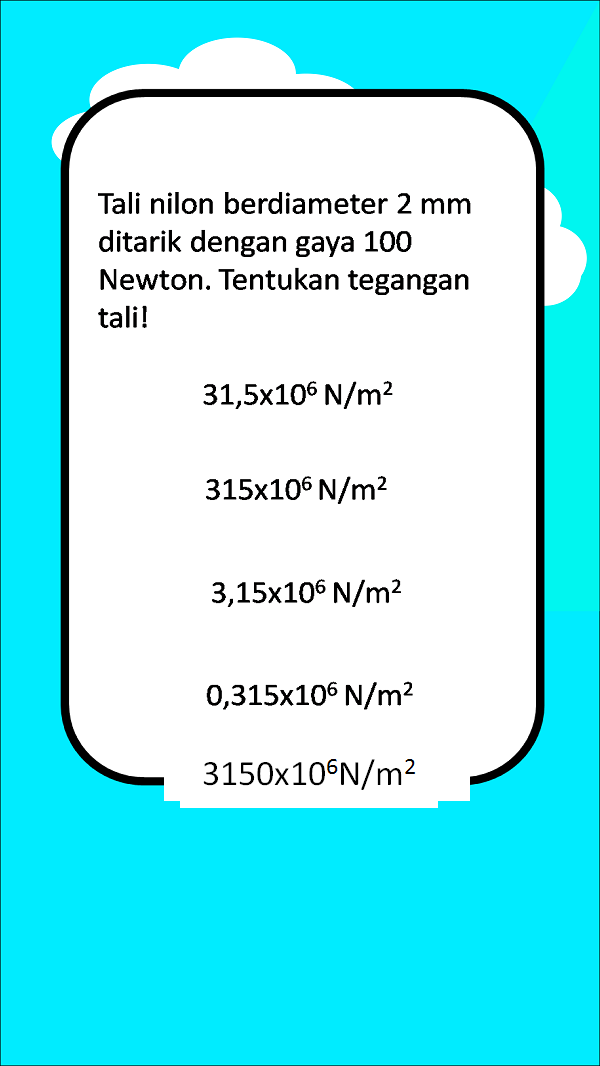 Tali nilon berdiameter 2 mm
ditarik dengan gaya 100
Newton. Tentukan tegangan
tali!
31,5x10⁶ N/m²
315x10⁶ N/m²
3,15x10⁶ N/m²
0,315x10⁶ N/m²
3150x10⁶N/m²